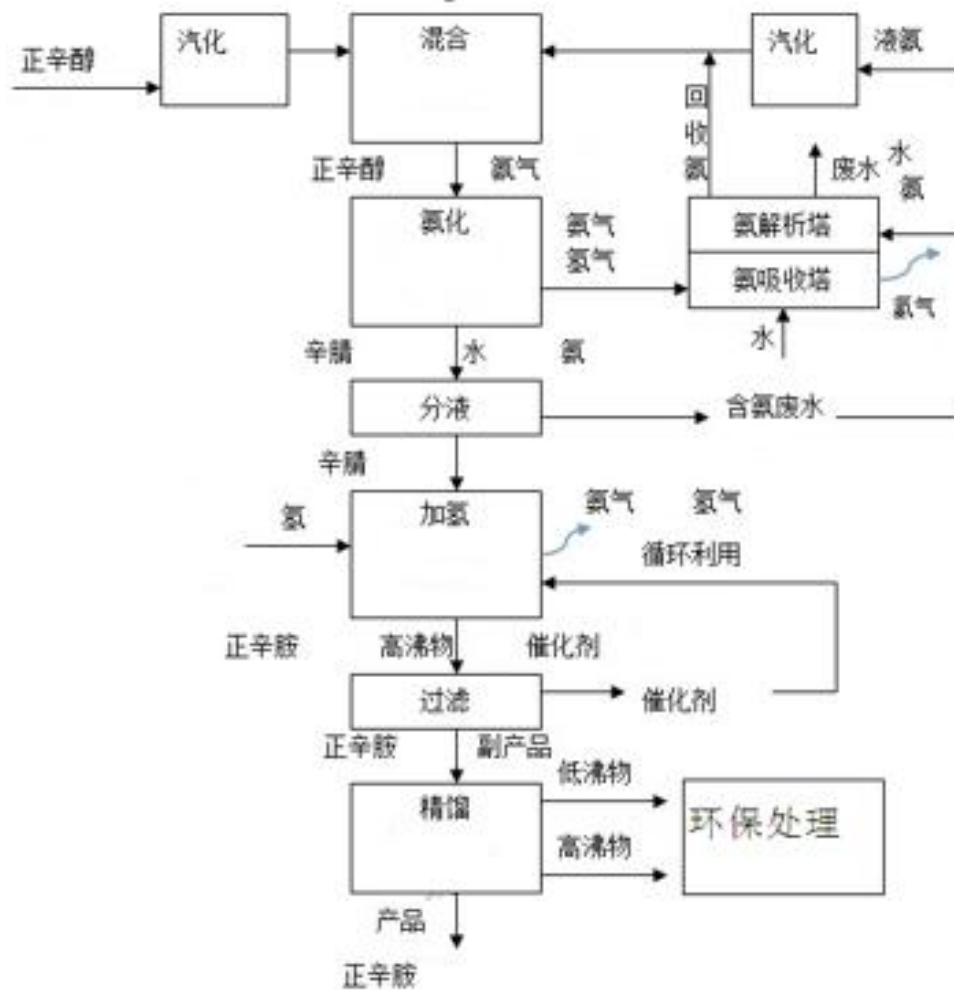 汽化
混合
汽化
液氨
正辛醇
回
收
氨
正辛醇
氨气
废水
水
氨
氨化
氨气
氢气
氨解析塔
氨吸收塔
氨气
水
辛腈
水
氨
分液
含氨废水
辛腈
氢
加氢
氨气
氢气
循环利用
正辛胺
高沸物
催化剂
过滤
催化剂
正辛胺
副产品
精馏
低沸物
高沸物
环保处理
产品
正辛胺